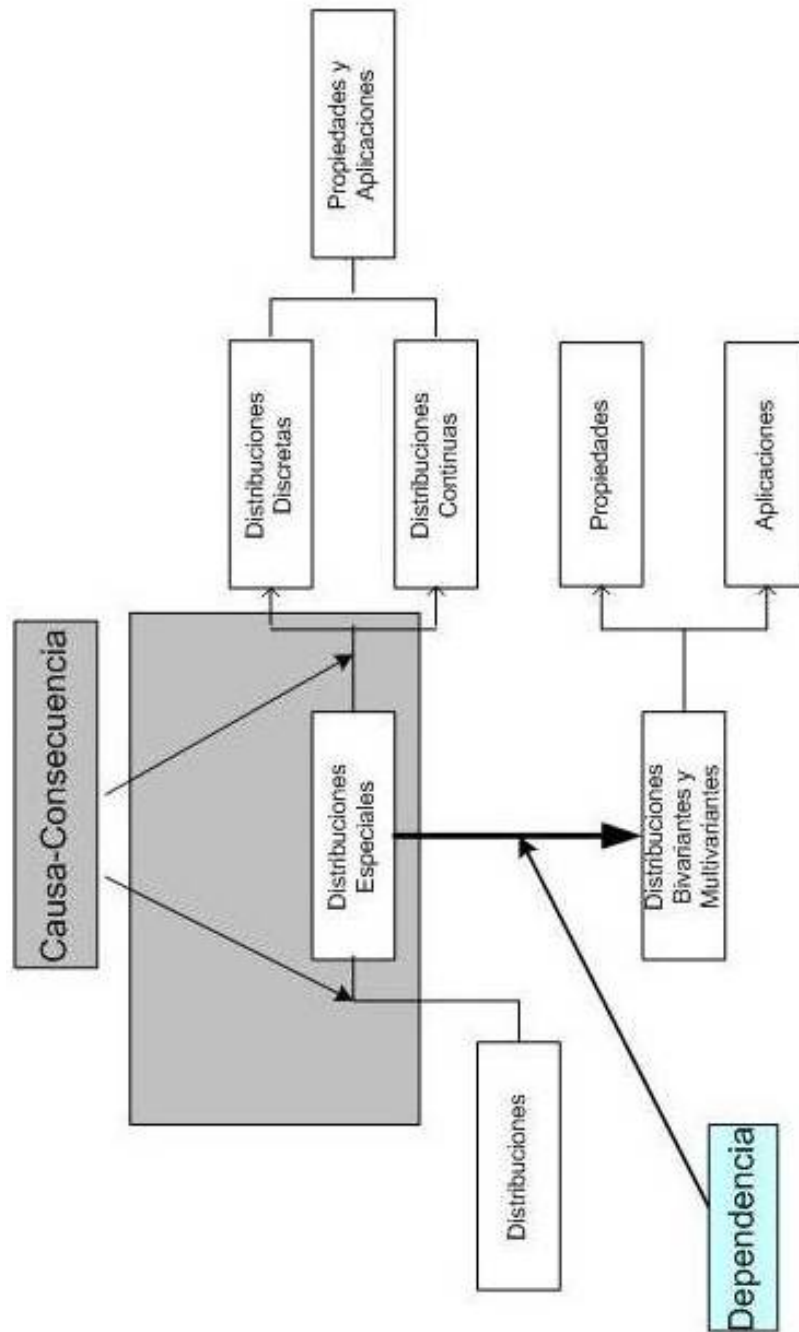 Causa-Consecuencia
Distribuciones
Distribuciones
Especiales
Distribuciones
Discretas
Distribuciones
Continuas
Propiedades y
Aplicaciones
Dependencia
Distribuciones
Bivariantes y
Multivariantes
Propiedades
Aplicaciones